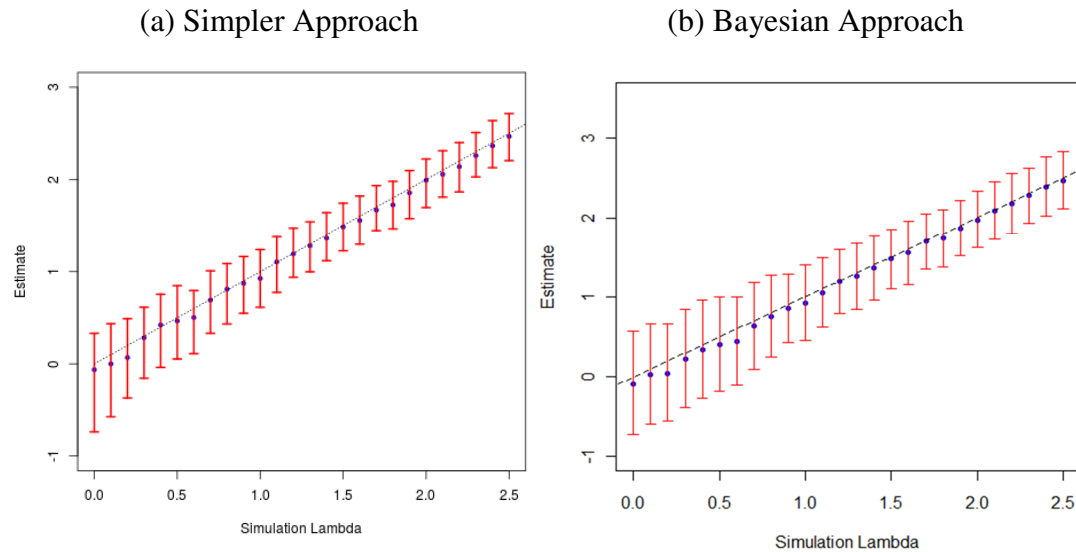 (a) Simpler Approach
(b) Bayesian Approach
3
2
1
0
-1
Estimate
0.0 0.5 1.0 1.5 2.0 2.5
Simulation Lambda
3
2
1
0
-1
Estimate
0.0 0.5 1.0 1.5 2.0 2.5
Simulation Lambda